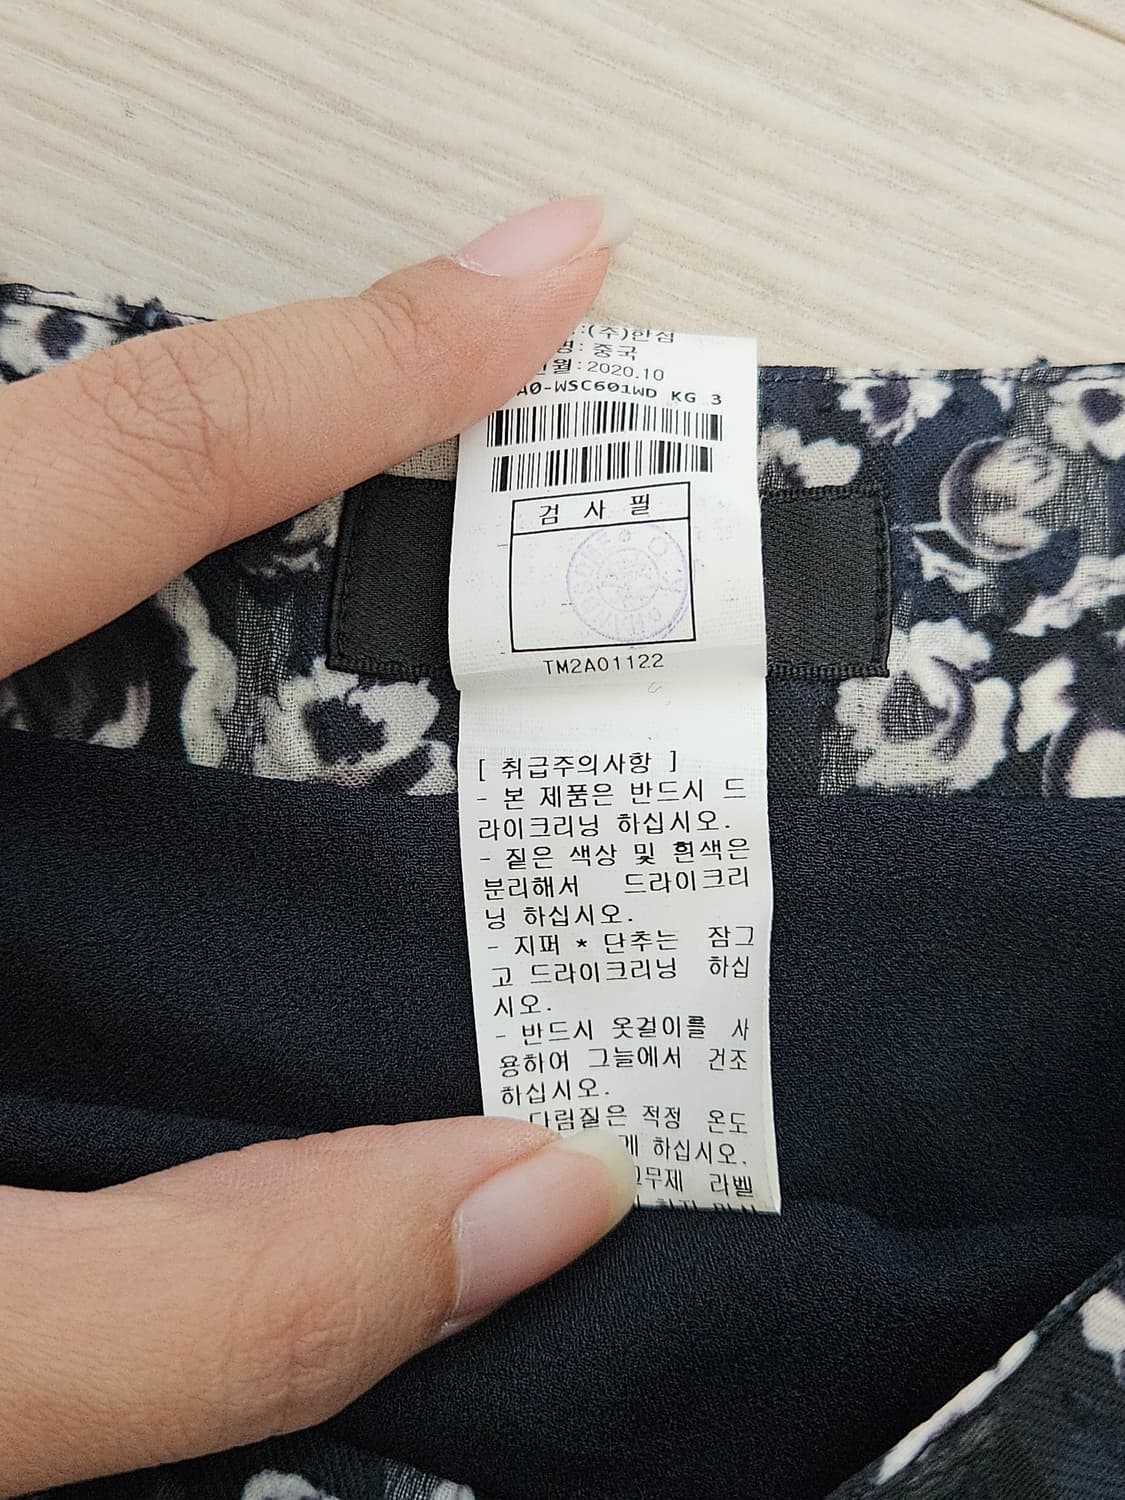 :(주)한섬
명: 중국
월:2020.10
A0-WSC601WD KG 3
검 사 필
TM2A01122
[ 취급주의사항 ]
- 본 제품은 반드시 드
라이크리닝 하십시오.
- 짙은 색상 및 흰색은
분리해서 드라이크리
닝 하십시오.
- 지퍼 * 단추는 잠그
고 드라이크리닝 하십
시오.
- 반드시 옷걸이를 사
용하여 그늘에서 건조
하십시오.
다림질은 적정 온도
게 하십시오.
고무제 라벨